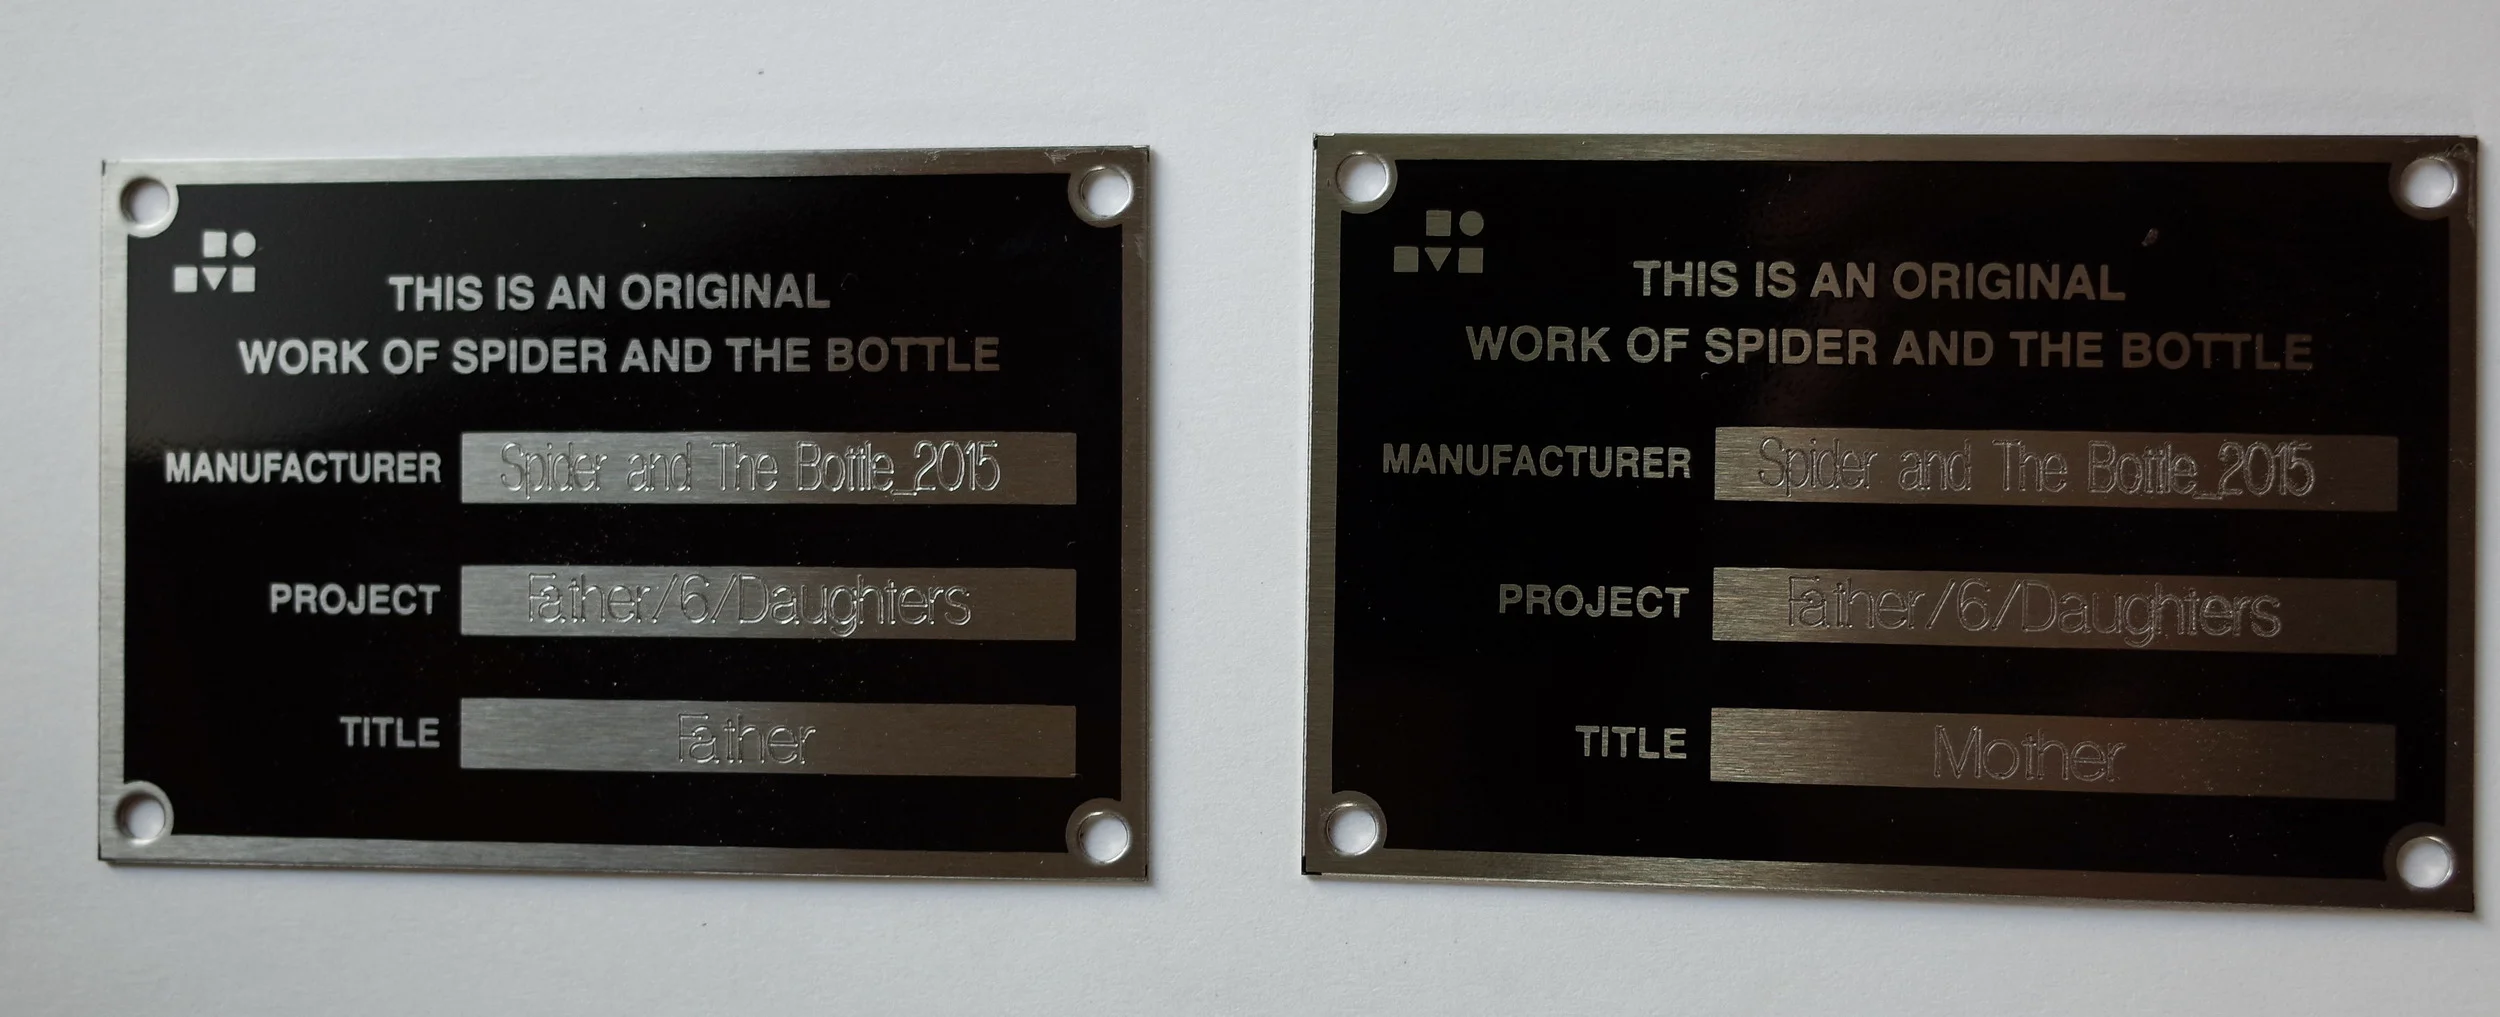 THIS IS AN ORIGINAL
WORK OF SPIDER AND THE BOTTLE
MANUFACTURER Spider and The Bottle_2015
PROJECT Father/6/Daughters
TITLE Father
THIS IS AN ORIGINAL
WORK OF SPIDER AND THE BOTTLE
MANUFACTURER Spider and The Bottle_2015
PROJECT Father/6/Daughters
TITLE Mother